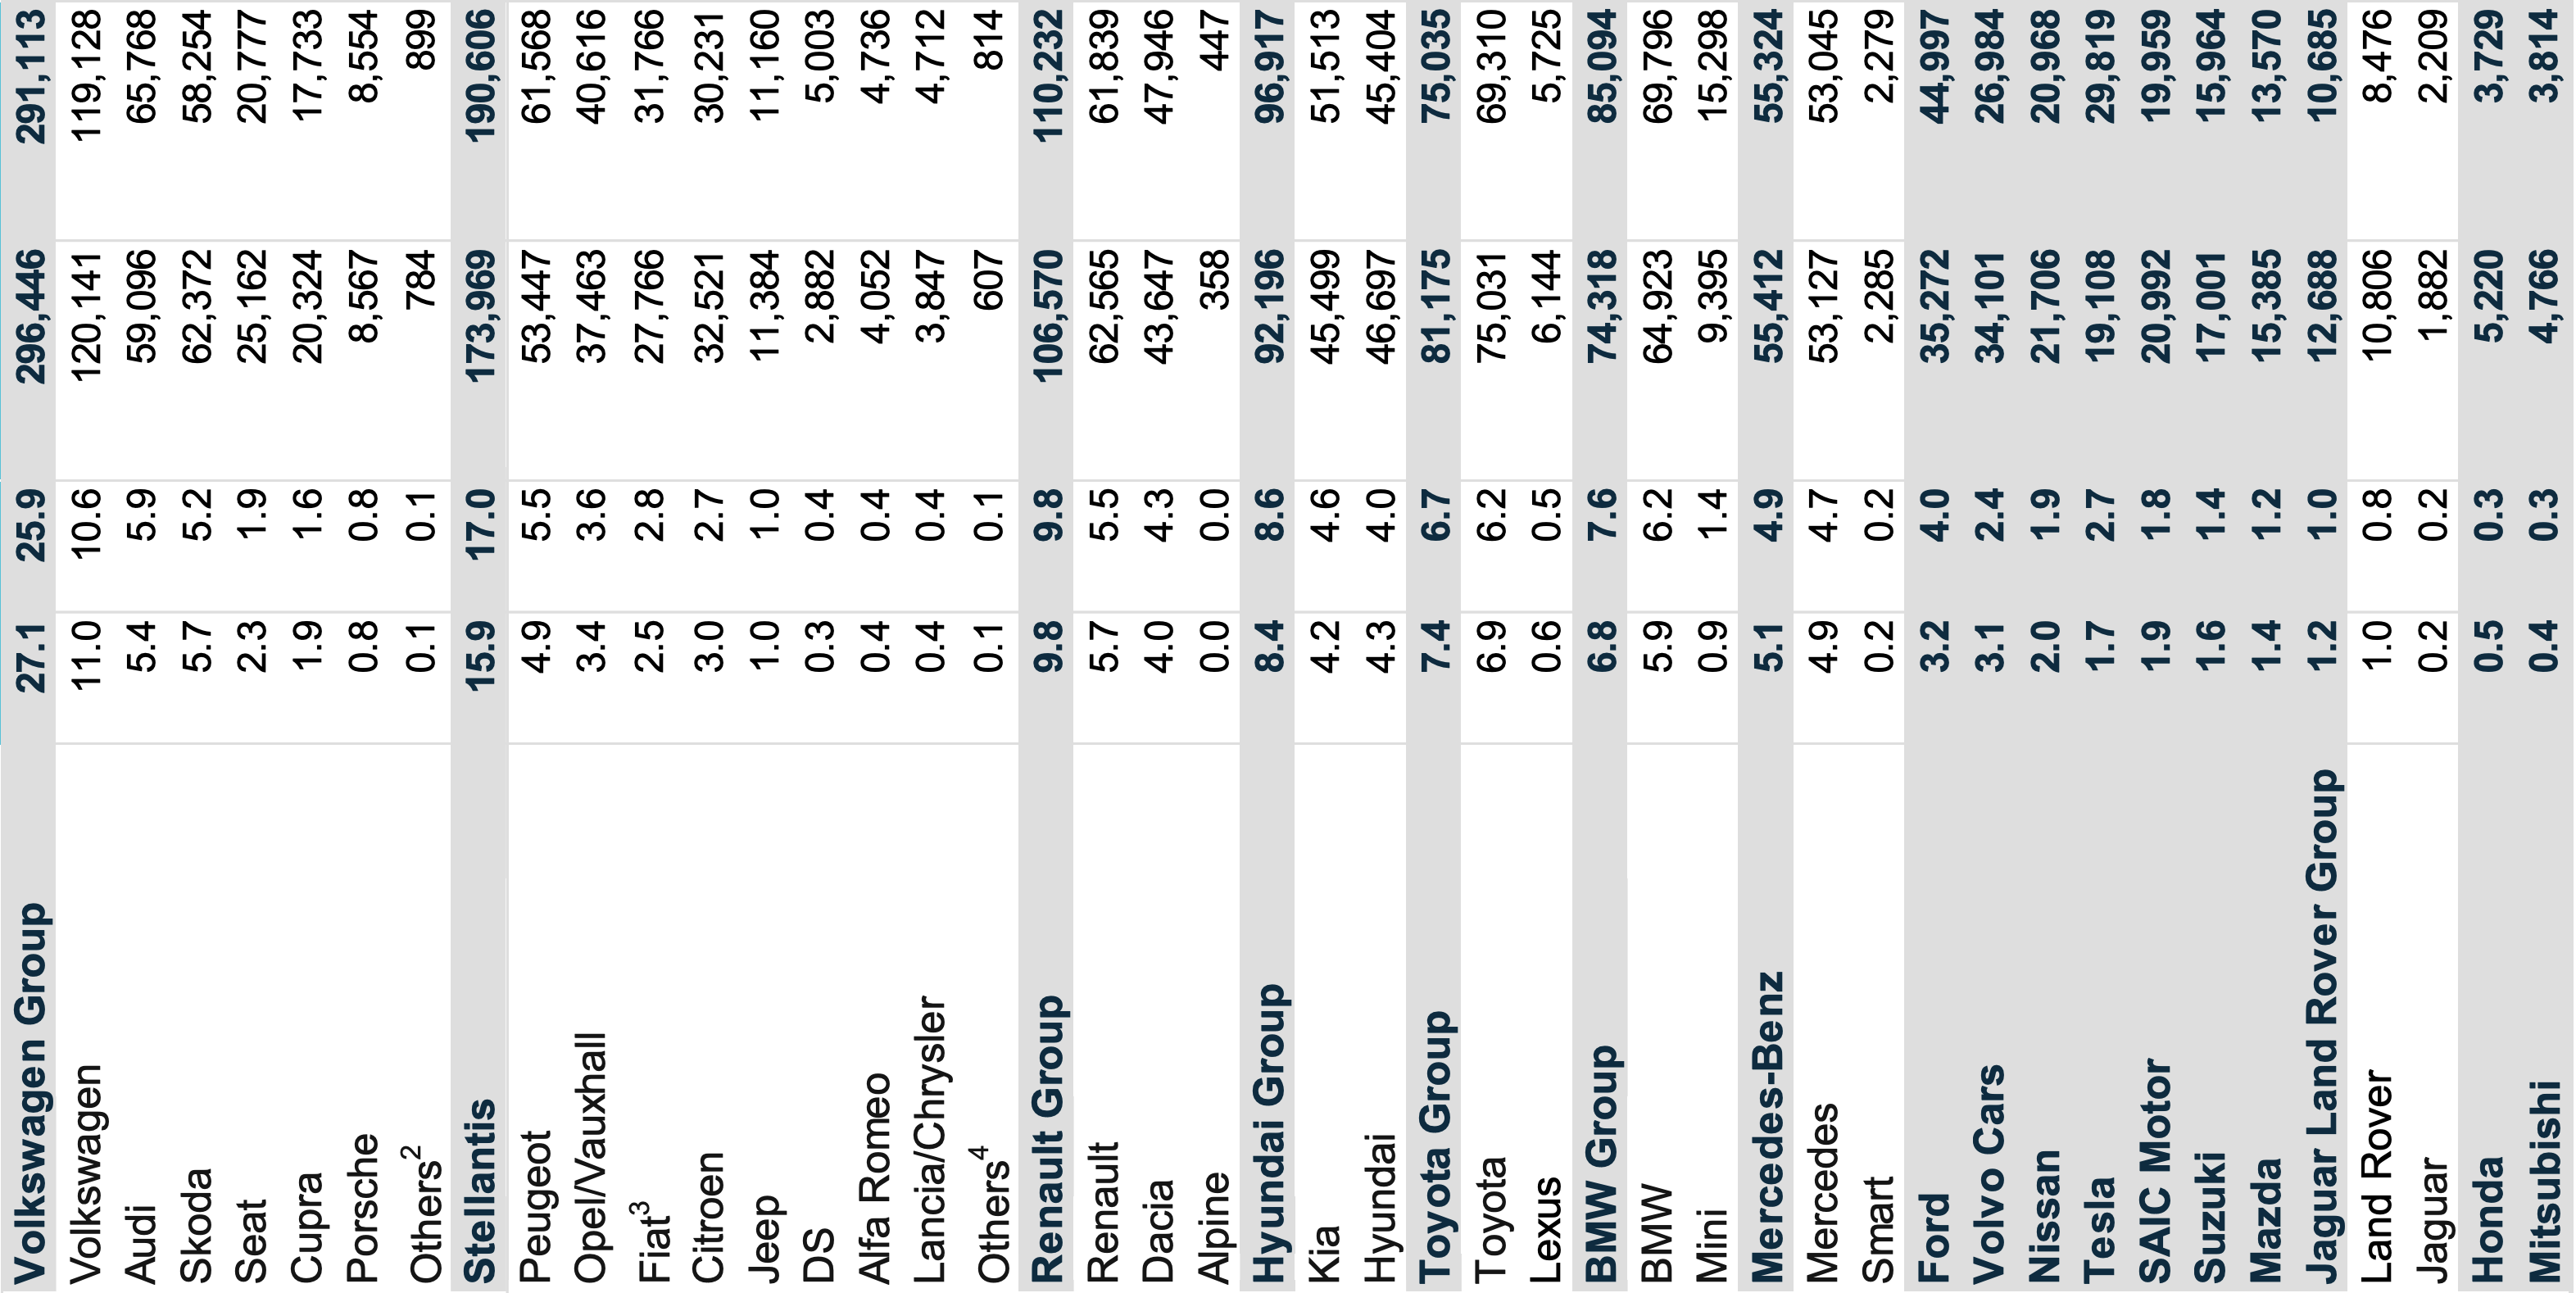 Volkswagen Group 27.1 25.9 296,446 291,113
Volkswagen 11.0 10.6 120,141 119,128
Audi 5.4 5.9 59,096 65,768
Skoda 5.7 5.2 62,372 58,254
Seat 2.3 1.9 25,162 20,777
Cupra 1.9 1.6 20,324 17,733
Porsche 0.8 0.8 8,567 8,554
Others² 0.1 0.1 784 899
Stellantis 15.9 17.0 173,969 190,606
Peugeot 4.9 5.5 53,447 61,568
Opel/Vauxhall 3.4 3.6 37,463 40,616
Fiat³ 2.5 2.8 27,766 31,766
Citroen 3.0 2.7 32,521 30,231
Jeep 1.0 1.0 11,384 11,160
DS 0.3 0.4 2,882 5,003
Alfa Romeo 0.4 0.4 4,052 4,736
Lancia/Chrysler 0.4 0.4 3,847 4,712
Others⁴ 0.1 0.1 607 814
Renault Group 9.8 9.8 106,570 110,232
Renault 5.7 5.5 62,565 61,839
Dacia 4.0 4.3 43,647 47,946
Alpine 0.0 0.0 358 447
Hyundai Group 8.4 8.6 92,196 96,917
Kia 4.2 4.6 45,499 51,513
Hyundai 4.3 4.0 46,697 45,404
Toyota Group 7.4 6.7 81,175 75,035
Toyota 6.9 6.2 75,031 69,310
Lexus 0.6 0.5 6,144 5,725
BMW Group 6.8 7.6 74,318 85,094
BMW 5.9 6.2 64,923 69,796
Mini 0.9 1.4 9,395 15,298
Mercedes-Benz 5.1 4.9 55,412 55,324
Mercedes 4.9 4.7 53,127 53,045
Smart 0.2 0.2 2,285 2,279
Ford 3.2 4.0 35,272 44,997
Volvo Cars 3.1 2.4 34,101 26,984
Nissan 2.0 1.9 21,706 20,968
Tesla 1.7 2.7 19,108 29,819
SAIC Motor 1.9 1.8 20,992 19,959
Suzuki 1.6 1.4 17,001 15,964
Mazda 1.4 1.2 15,385 13,570
Jaguar Land Rover Group 1.2 1.0 12,688 10,685
Land Rover 1.0 0.8 10,806 8,476
Jaguar 0.2 0.2 1,882 2,209
Honda 0.5 0.3 5,220 3,729
Mitsubishi 0.4 0.3 4,766 3,814